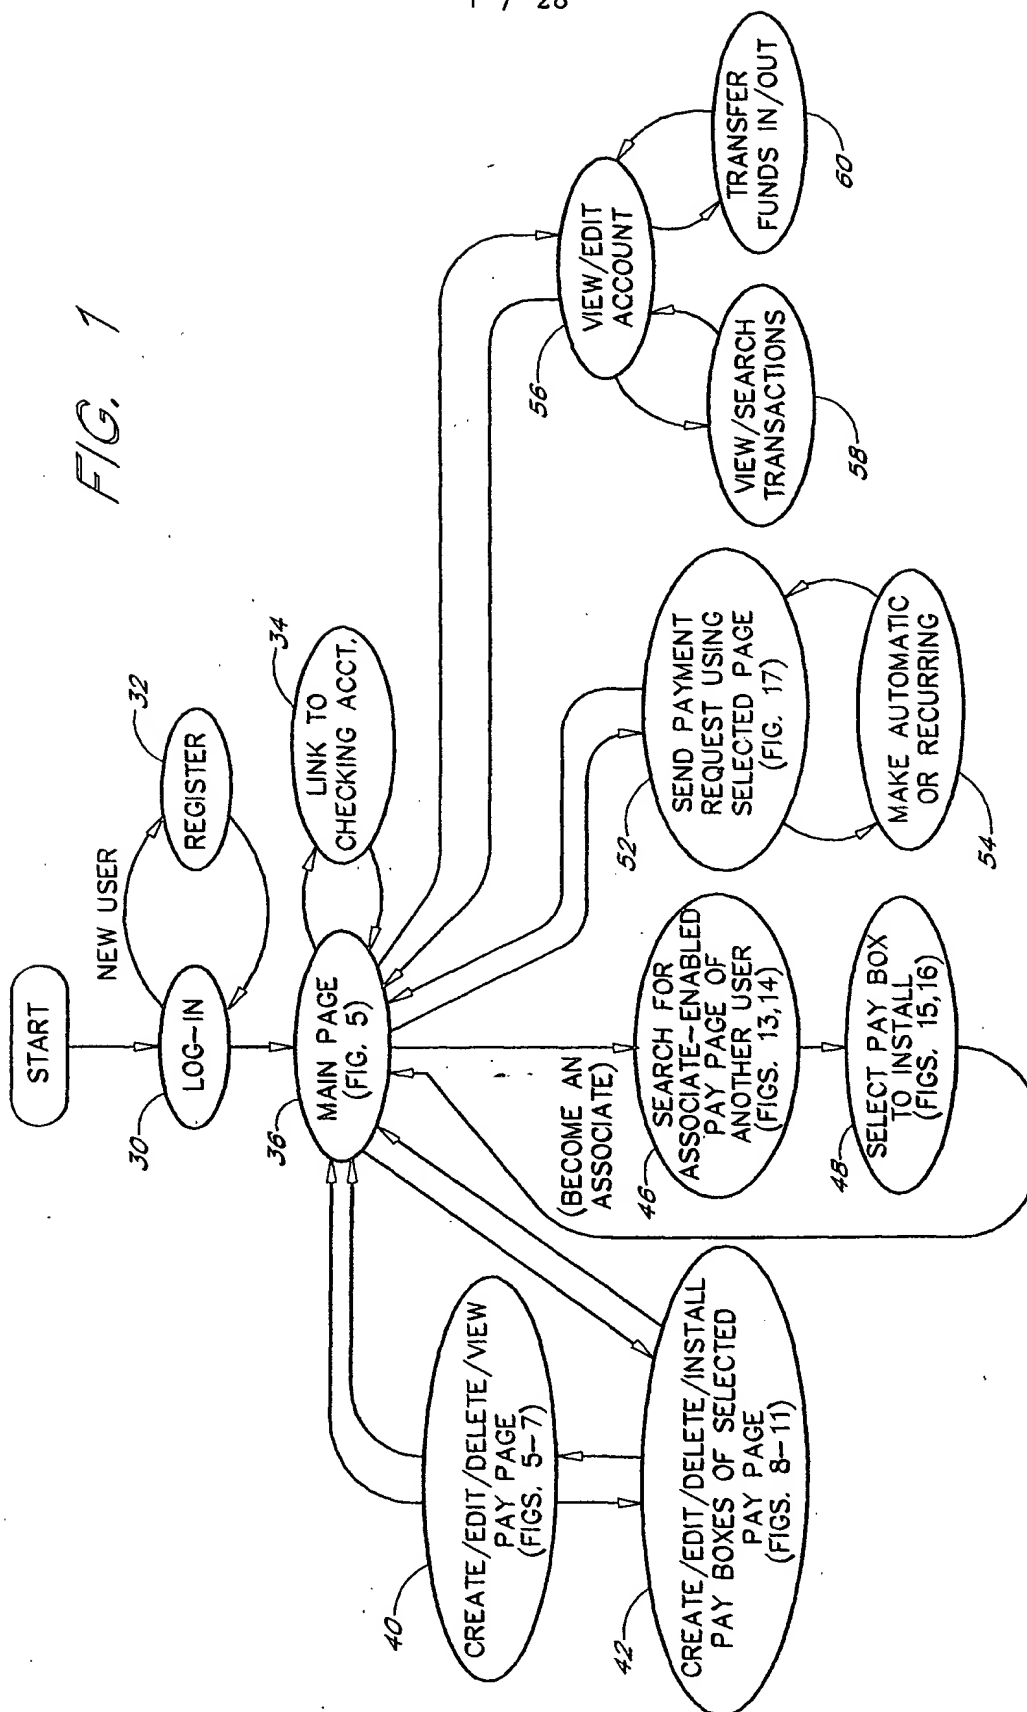 1 / 28
FIG. 1
START
NEW USER
30
LOG-IN
32
REGISTER
36
MAIN PAGE
(FIG. 5)
34
LINK TO
CHECKING ACCT.
40
CREATE/EDIT/DELETE/VIEW
PAY PAGE
(FIGS. 5-7)
42
CREATE/EDIT/DELETE/INSTALL
PAY BOXES OF SELECTED
PAY PAGE
(FIGS. 8-11)
(BECOME AN
ASSOCIATE)
46
SEARCH FOR
ASSOCIATE-ENABLED
PAY PAGE OF
ANOTHER USER
(FIGS. 13,14)
48
SELECT PAY BOX
TO INSTALL
(FIGS. 15,16)
52
SEND PAYMENT
REQUEST USING
SELECTED PAGE
(FIG. 17)
54
MAKE AUTOMATIC
OR RECURRING
56
VIEW/EDIT
ACCOUNT
58
VIEW/SEARCH
TRANSACTIONS
60
TRANSFER
FUNDS IN/OUT